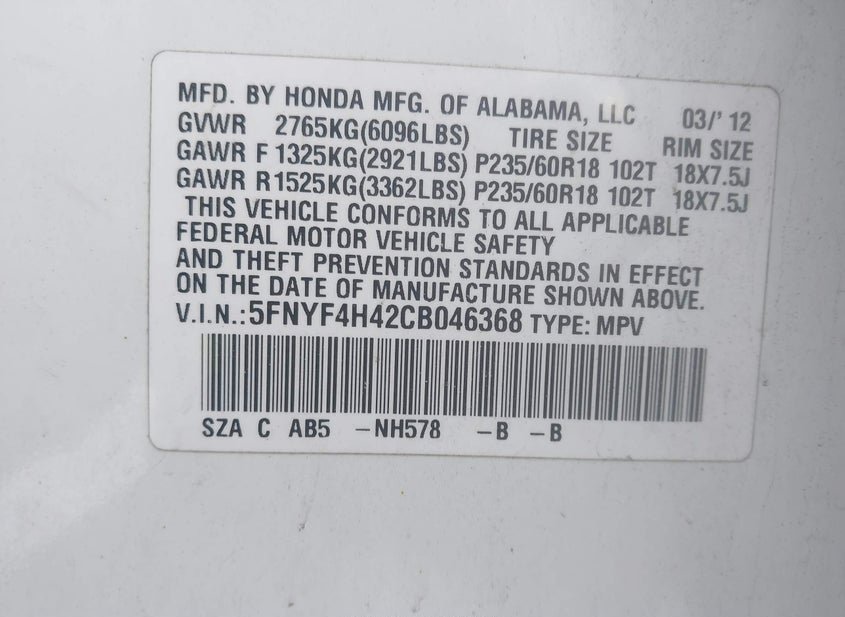 MFD. BY HONDA MFG. OF ALABAMA, LLC 03/' 12
GVWR 2765KG(6096LBS) TIRE SIZE RIM SIZE
GAWR F 1325KG(2921LBS) P235/60R18 102T 18X7.5J
GAWR R1525KG(3362LBS) P235/60R18 102T 18X7.5J
THIS VEHICLE CONFORMS TO ALL APPLICABLE
FEDERAL MOTOR VEHICLE SAFETY
AND THEFT PREVENTION STANDARDS IN EFFECT
ON THE DATE OF MANUFACTURE SHOWN ABOVE.
V.I.N.:5FNYF4H42CB046368 TYPE: MPV
SZA C AB5 -NH578 -B -B